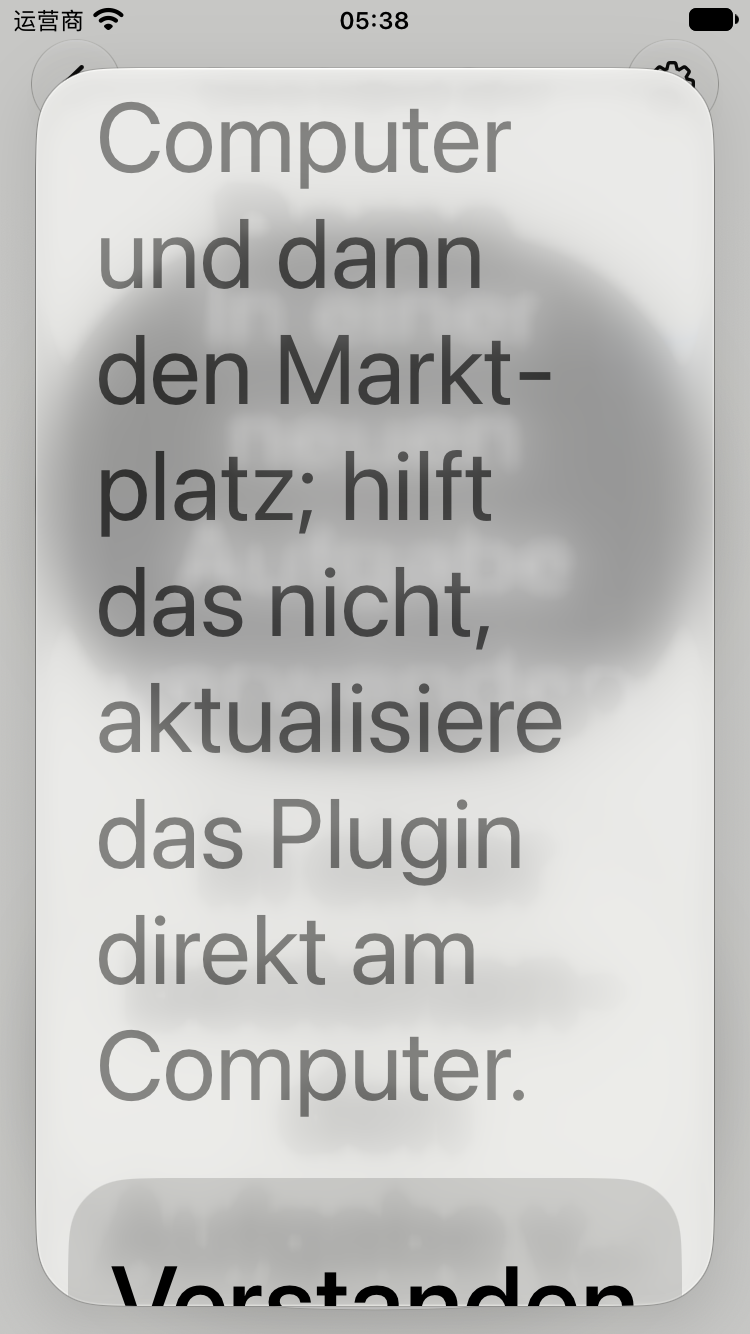 运营商
05:38
Computer
und dann
den Markt-
platz; hilft
das nicht,
aktualisiere
das Plugin
direkt am
Computer.
Verstanden